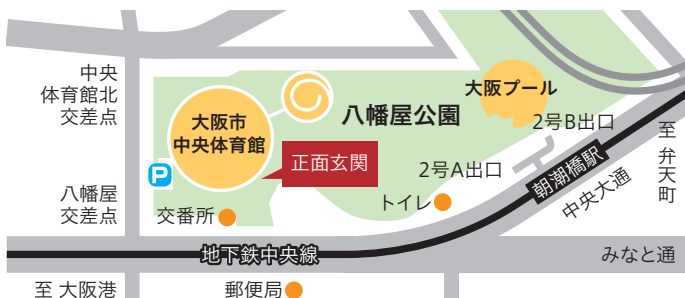 中央
体育館北
交差点
大阪市
中央体育館
八幡屋公園
大阪プール
2号B出口
至 弁天町
正面玄関
P
2号A出口
朝潮橋駅
中央大通
八幡屋
交差点
交番所
トイレ
地下鉄中央線
みなと通
至 大阪港
郵便局